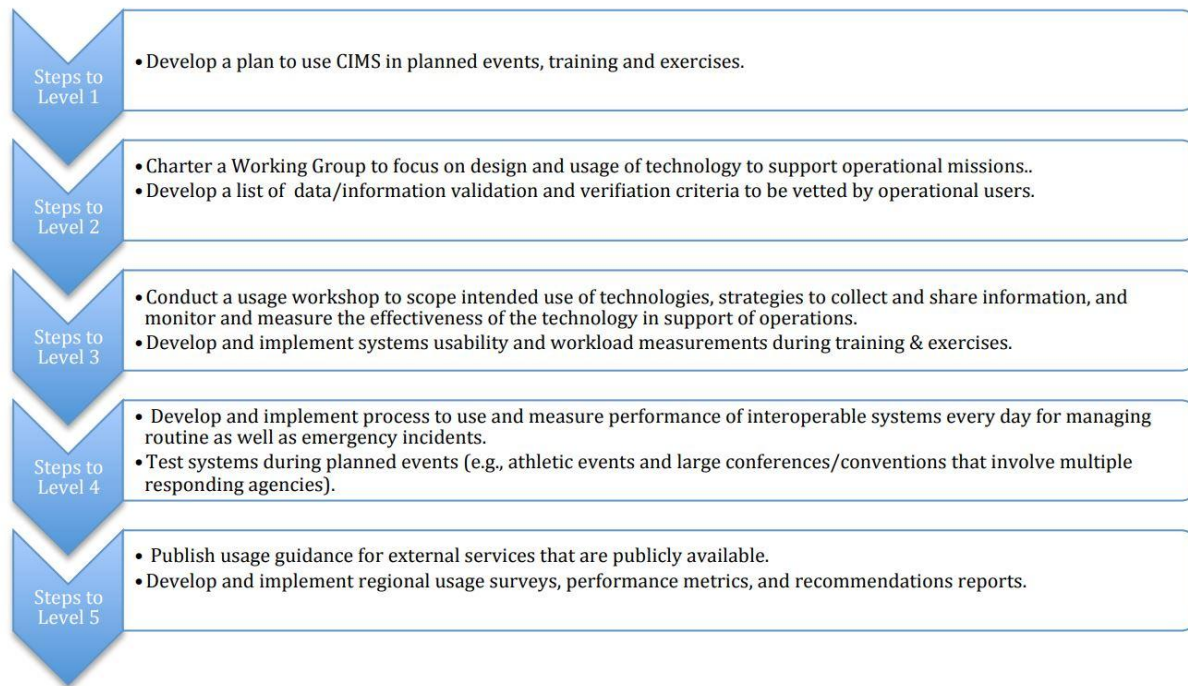 Steps to
Level 1
•Develop a plan to use CIMS in planned events, training and exercises.
Steps to
Level 2
•Charter a Working Group to focus on design and usage of technology to support operational missions..
•Develop a list of data/information validation and verifiation criteria to be vetted by operational users.
Steps to
Level 3
•Conduct a usage workshop to scope intended use of technologies, strategies to collect and share information, and
monitor and measure the effectiveness of the technology in support of operations.
•Develop and implement systems usability and workload measurements during training & exercises.
Steps to
Level 4
• Develop and implement process to use and measure performance of interoperable systems every day for managing
routine as well as emergency incidents.
•Test systems during planned events (e.g., athletic events and large conferences/conventions that involve multiple
responding agencies).
Steps to
Level 5
• Publish usage guidance for external services that are publicly available.
•Develop and implement regional usage surveys, performance metrics, and recommendations reports.